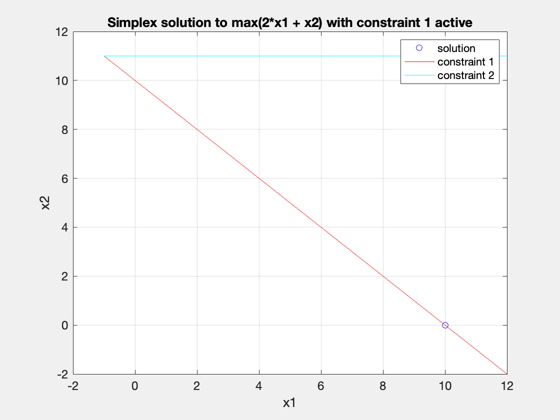 Simplex solution to max(2*x1 + x2) with constraint 1 active
12
10
8
6
4
2
0
-2
x2
solution
constraint 1
constraint 2
-2 0 2 4 6 8 10 12
x1